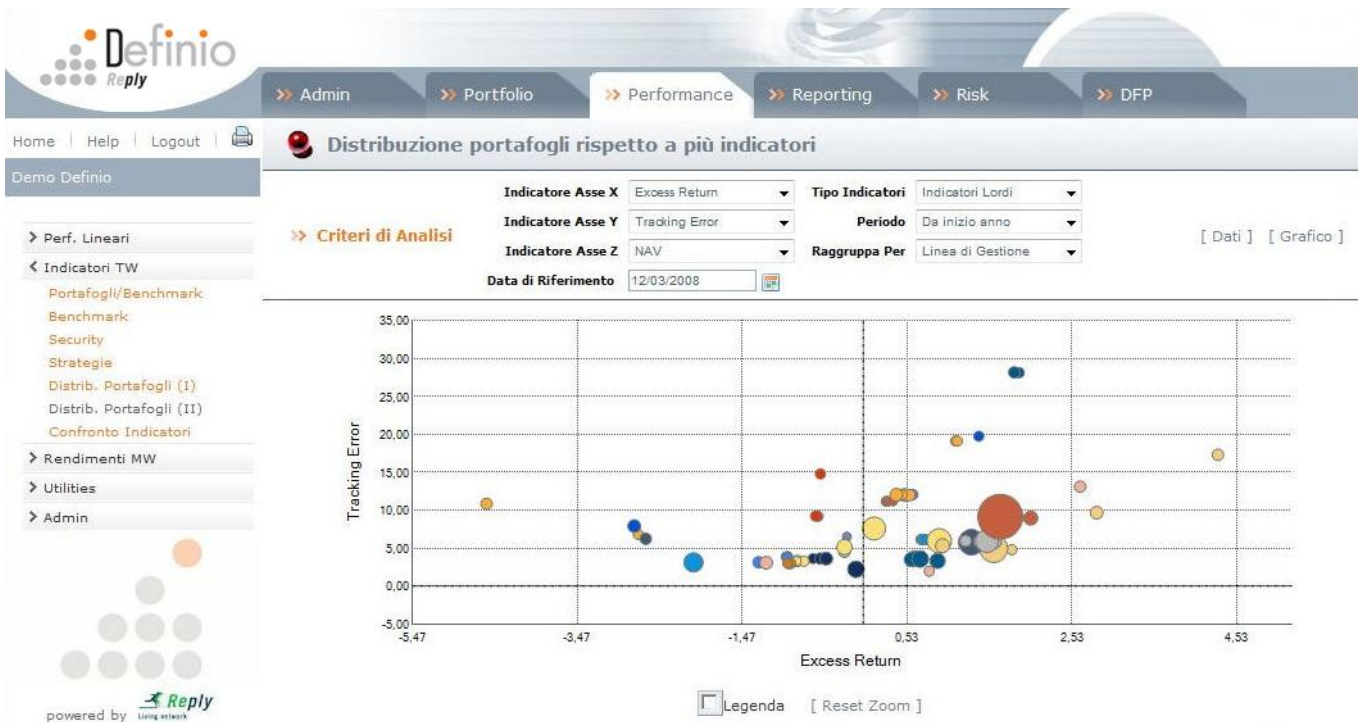 Definio
Reply
Admin
Portfolio
Performance
Reporting
Risk
DFP
Home | Help | Logout |
Demo Definio
Distribuzione portafogli rispetto a più indicatori
Criteri di Analisi
Indicatore Asse X Excess Return Tipo Indicatori Indicatori Lordi
Indicatore Asse Y Tracking Error Periodo Da inizio anno
Indicatore Asse Z NAV Raggruppa Per Linea di Gestione
Data di Riferimento 12/03/2008
[ Dati ] [ Grafico ]
Perf. Lineari
Indicatori TW
Portafogli/Benchmark
Benchmark
Security
Strategie
Distrib. Portafogli (I)
Distrib. Portafogli (II)
Confronto Indicatori
Rendimenti MW
Utilities
Admin
powered by Reply
Living network
35,00
30,00
25,00
20,00
15,00
10,00
5,00
0,00
-5,00
Tracking Error
-5,47 -3,47 -1,47 0,53 2,53 4,53
Excess Return
Legenda [ Reset Zoom ]